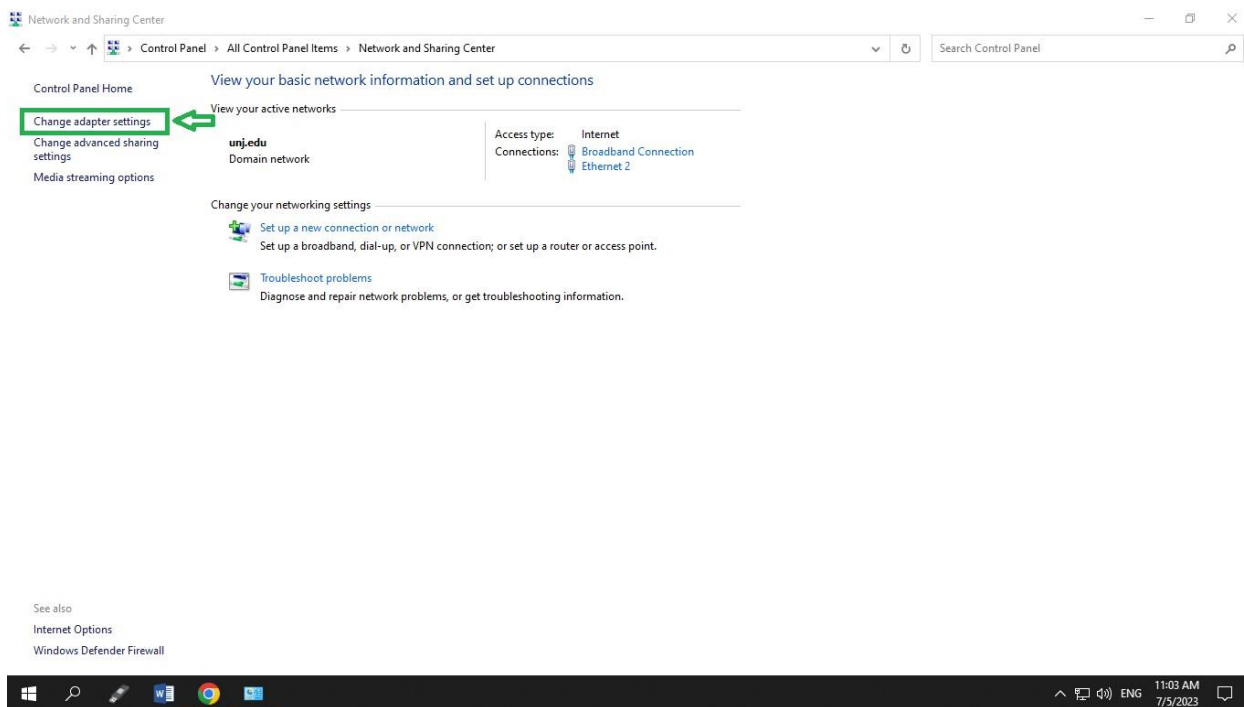 Network and Sharing Center
Control Panel › All Control Panel Items › Network and Sharing Center
Search Control Panel
Control Panel Home
Change adapter settings
Change advanced sharing
settings
Media streaming options
View your basic network information and set up connections
View your active networks
unj.edu
Domain network
Access type: Internet
Connections: Broadband Connection
Ethernet 2
Change your networking settings
Set up a new connection or network
Set up a broadband, dial-up, or VPN connection; or set up a router or access point.
Troubleshoot problems
Diagnose and repair network problems, or get troubleshooting information.
See also
Internet Options
Windows Defender Firewall
ENG
11:03 AM
7/5/2023